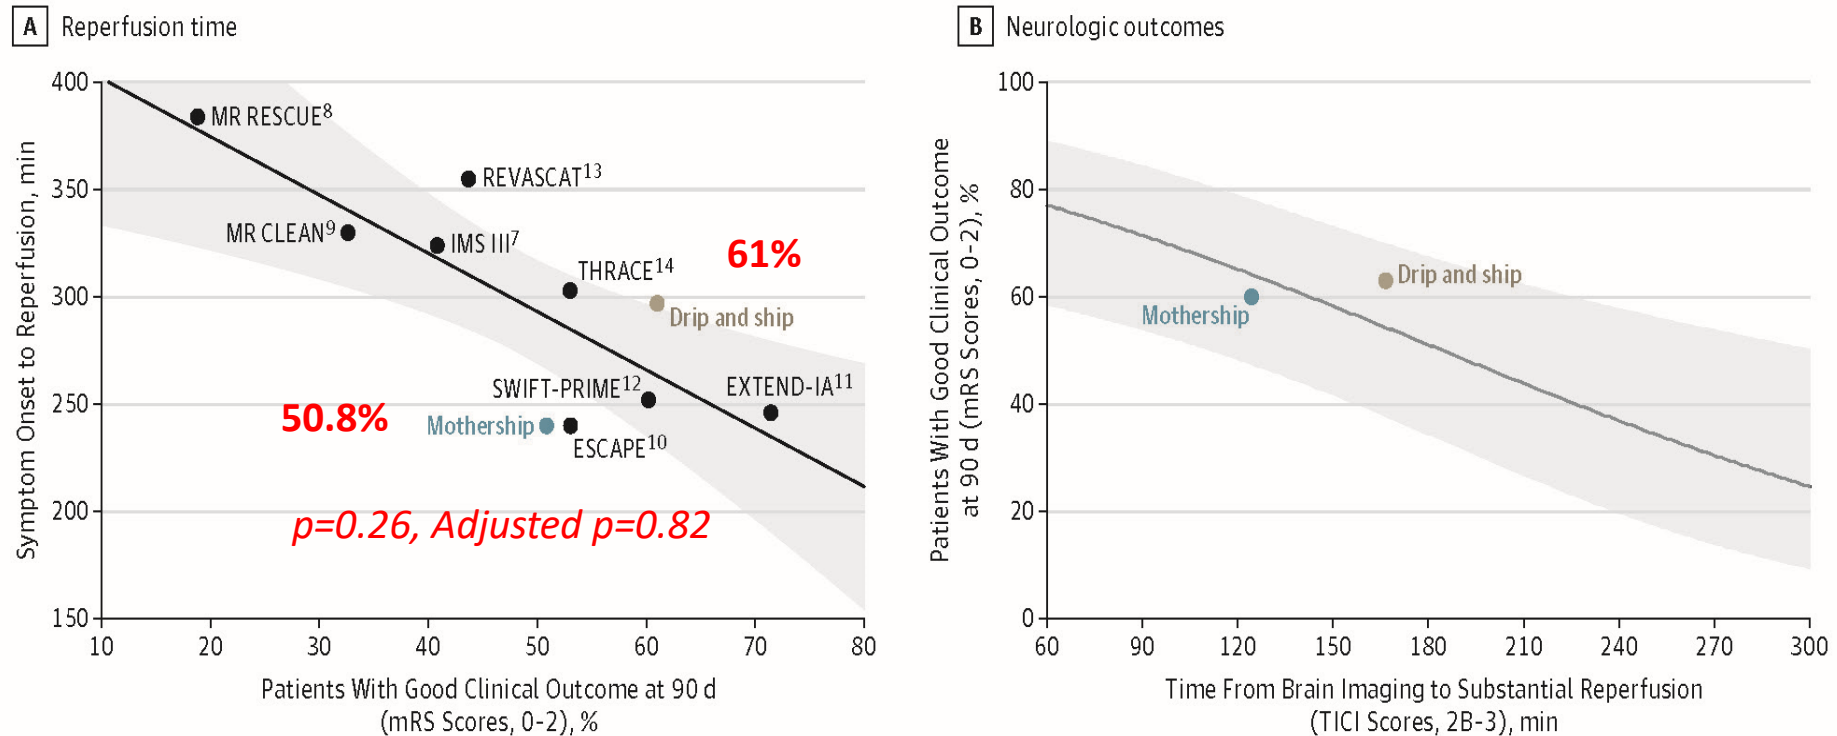 A Reperfusion time
400
350
300
250
200
150
Symptom Onset to Reperfusion, min
MR RESCUE8
REVASCAT13
MR CLEAN9
IMS III7
61%
THRACE14
Drip and ship
SWIFT-PRIME12
EXTEND-IA11
50.8%
Mothership
ESCAPE10
p=0.26, Adjusted p=0.82
10 20 30 40 50 60 70 80
Patients With Good Clinical Outcome at 90 d
(mRS Scores, 0-2), %
B Neurologic outcomes
100
80
60
40
20
0
Patients With Good Clinical Outcome
at 90 d (mRS Scores, 0-2), %
Drip and ship
Mothership
60 90 120 150 180 210 240 270 300
Time From Brain Imaging to Substantial Reperfusion
(TICI Scores, 2B-3), min